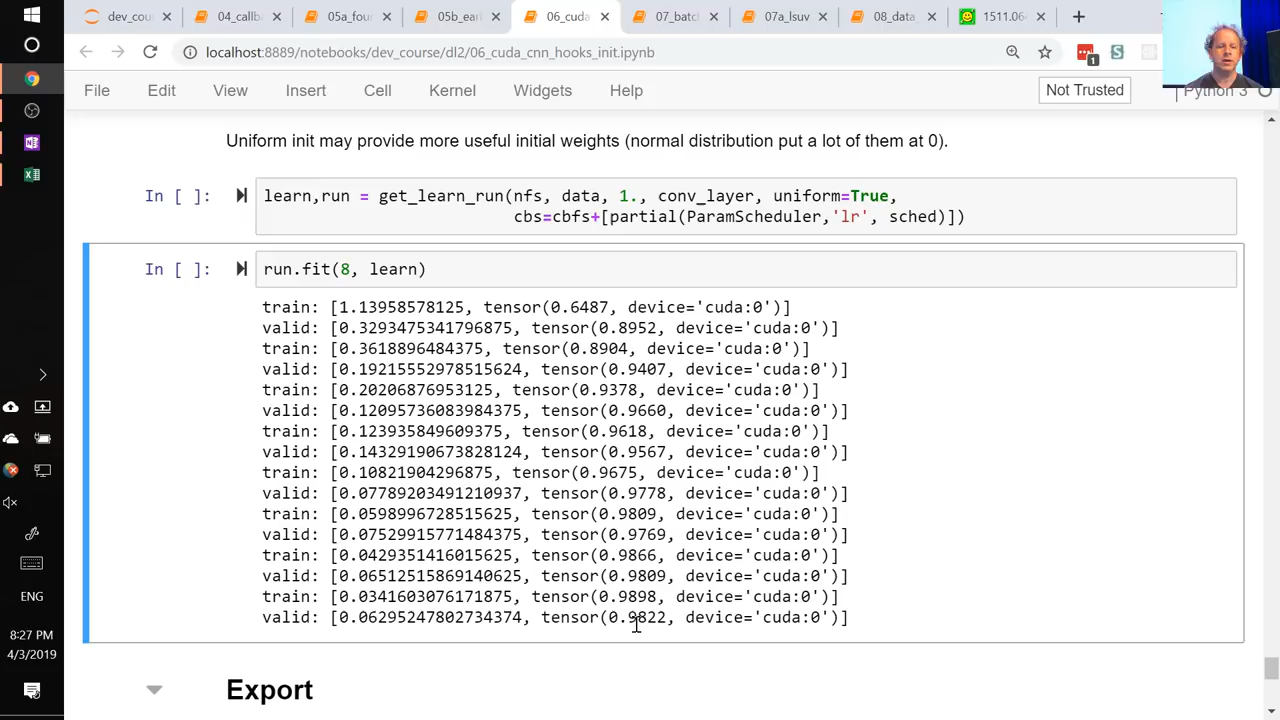 dev_cou
04_callb
05a_fou
05b_earl
06_cuda
07_batc
07a_lsuv
08_data_
1511.06
localhost:8889/notebooks/dev_course/dl2/06_cuda_cnn_hooks_init.ipynb
1
File Edit View Insert Cell Kernel Widgets Help Not Trusted Python 3
Uniform init may provide more useful initial weights (normal distribution put a lot of them at 0).
In [ ]: learn,run = get_learn_run(nfs, data, 1., conv_layer, uniform=True,
cbs=cbfs+[partial(ParamScheduler,'lr', sched)])
In [ ]: run.fit(8, learn)
train: [1.13958578125, tensor(0.6487, device='cuda:0')]
valid: [0.3293475341796875, tensor(0.8952, device='cuda:0')]
train: [0.3618896484375, tensor(0.8904, device='cuda:0')]
valid: [0.19215552978515624, tensor(0.9407, device='cuda:0')]
train: [0.20206876953125, tensor(0.9378, device='cuda:0')]
valid: [0.12095736083984375, tensor(0.9660, device='cuda:0')]
train: [0.123935849609375, tensor(0.9618, device='cuda:0')]
valid: [0.14329190673828124, tensor(0.9567, device='cuda:0')]
train: [0.10821904296875, tensor(0.9675, device='cuda:0')]
valid: [0.07789203491210937, tensor(0.9778, device='cuda:0')]
train: [0.0598996728515625, tensor(0.9809, device='cuda:0')]
valid: [0.07529915771484375, tensor(0.9769, device='cuda:0')]
train: [0.0429351416015625, tensor(0.9866, device='cuda:0')]
valid: [0.06512515869140625, tensor(0.9809, device='cuda:0')]
train: [0.0341603076171875, tensor(0.9898, device='cuda:0')]
valid: [0.06295247802734374, tensor(0.9822, device='cuda:0')]
Export
ENG
8:27 PM
4/3/2019